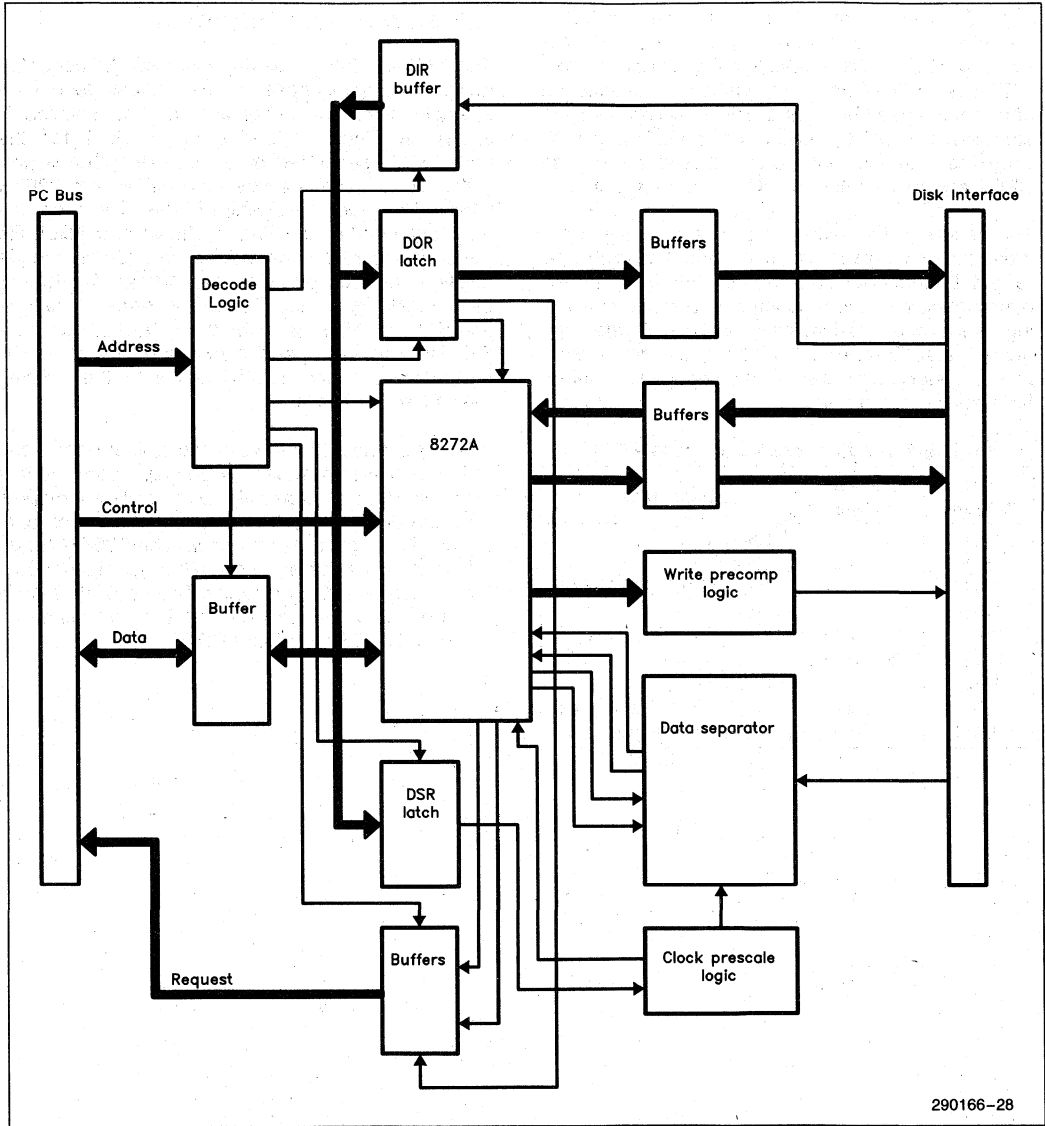 DIR
buffer
PC Bus
Disk Interface
DOR
latch
Buffers
Decode
Logic
Address
8272A
Buffers
Control
Write precomp
logic
Buffer
Data
Data separator
DSR
latch
Buffers
Clock prescale
logic
Request
290166-28